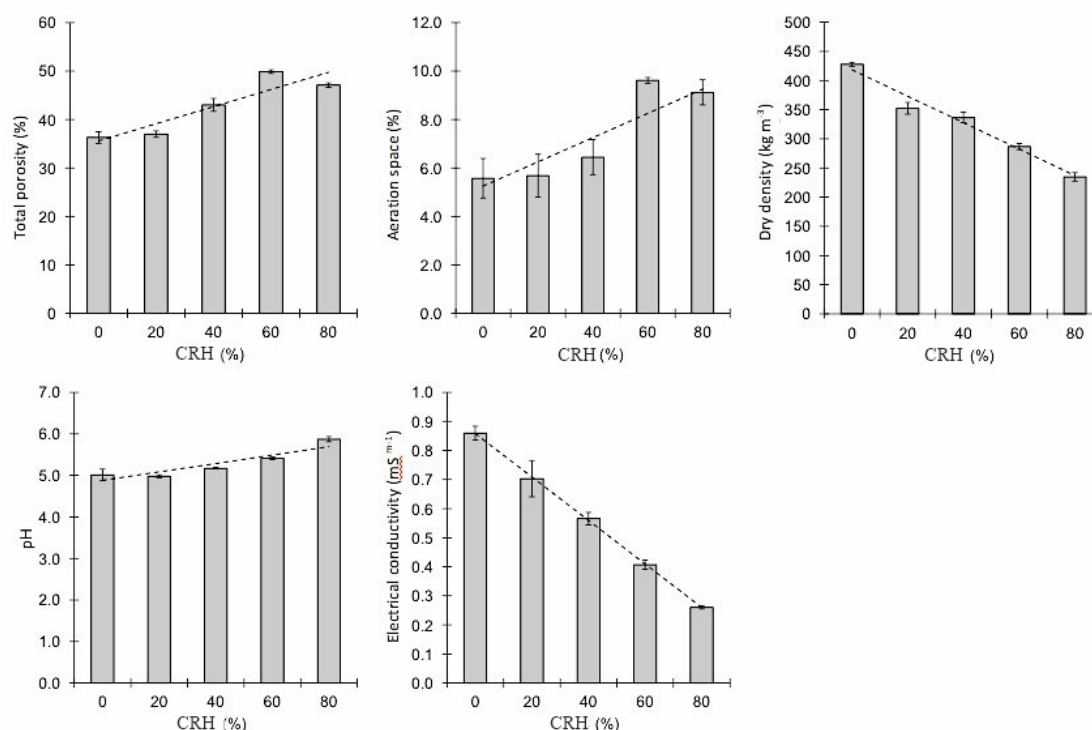 Total porosity (%)
60
50
40
30
20
10
0
0 20 40 60 80
CRH (%)
Aeration space (%)
12.0
10.0
8.0
6.0
4.0
2.0
0.0
0 20 40 60 80
CRH (%)
Dry density (kg m⁻³)
500
450
400
350
300
250
200
150
100
50
0
0 20 40 60 80
CRH (%)
pH
7.0
6.0
5.0
4.0
3.0
2.0
1.0
0.0
0 20 40 60 80
CRH (%)
Electrical conductivity (mS m⁻¹)
1.0
0.9
0.8
0.7
0.6
0.5
0.4
0.3
0.2
0.1
0.0
0 20 40 60 80
CRH (%)